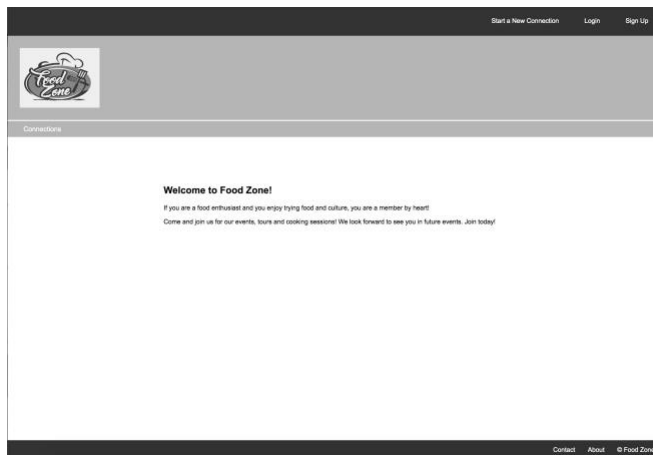 Start a New Connection Login Sign Up
Food
Zone
Connections
Welcome to Food Zone!
If you are a food enthusiast and you enjoy trying food and culture, you are a member by heart!
Come and join us for our events, tours and cooking sessions! We look forward to see you in future events. Join today!
Contact About © Food Zone